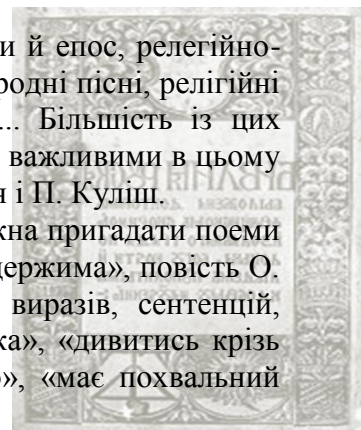 и й епос, релегійно-
родні пісні, релігійні
... Більшість із цих
важливими в цьому
і П. Куліш.
жна пригадати поеми
держима», повість О.
виразів, сентенцій,
ка», «дивитись крізь
», «має похвальний